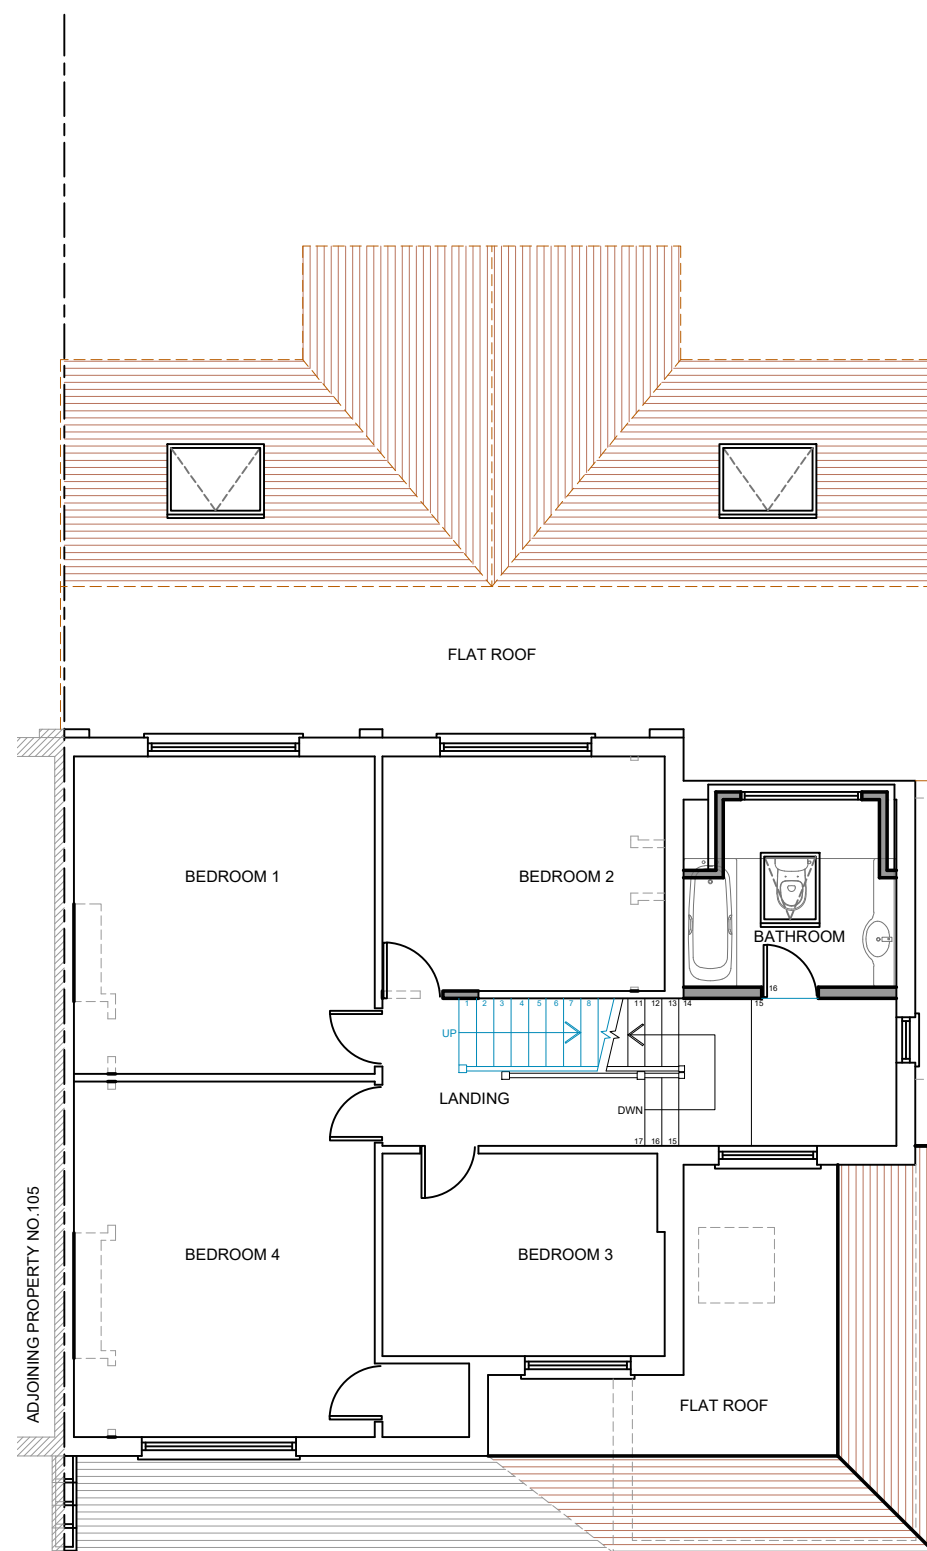 FLAT ROOF
BEDROOM 1
BEDROOM 2
BATHROOM
16
1 2 3 4 5 6 7 8 11 12 13 14 15
UP
LANDING
DWN
17 16 15
ADJOINING PROPERTY NO.105
BEDROOM 4
BEDROOM 3
FLAT ROOF